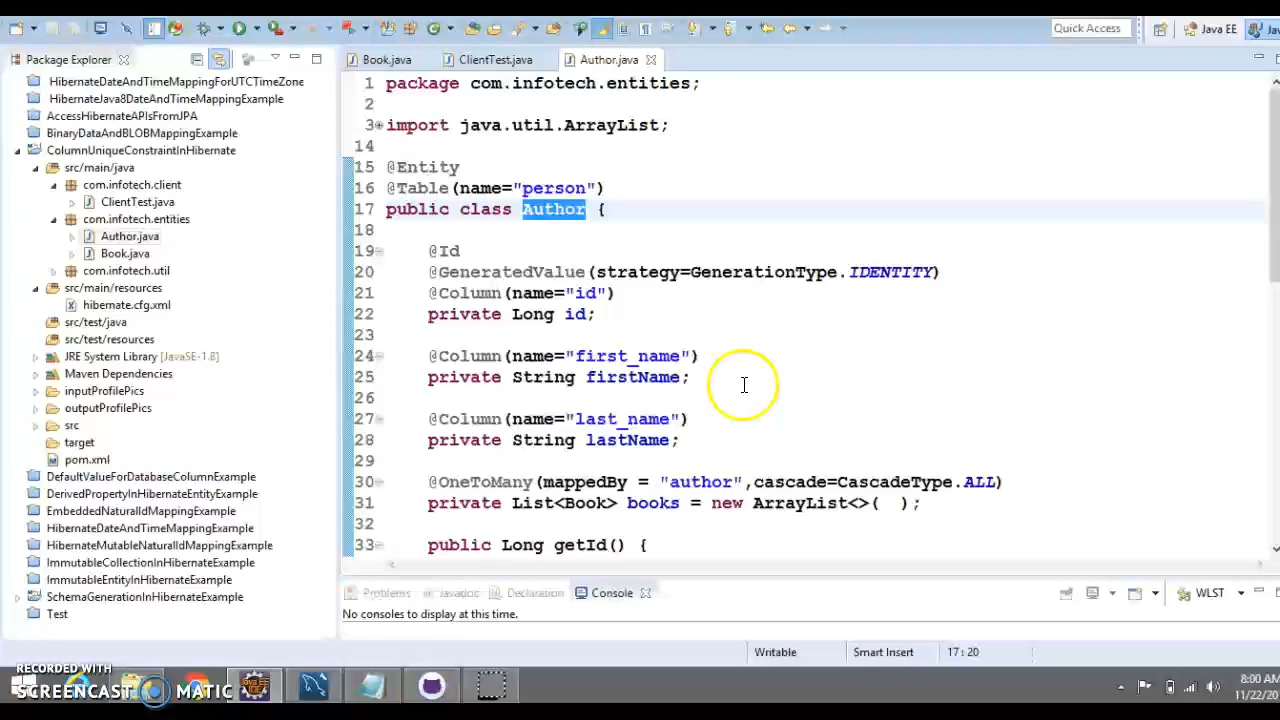 Quick Access
Java EE
Jav
Package Explorer
HibernateDateAndTimeMappingForUTCTimeZone
HibernateJava8DateAndTimeMappingExample
AccessHibernateAPIsFromJPA
BinaryDataAndBLOBMappingExample
ColumnUniqueConstraintInHibernate
src/main/java
com.infotech.client
ClientTest.java
com.infotech.entities
Author.java
Book.java
com.infotech.util
src/main/resources
hibernate.cfg.xml
src/test/java
src/test/resources
JRE System Library [JavaSE-1.8]
Maven Dependencies
inputProfilePics
outputProfilePics
src
target
pom.xml
DefaultValueForDatabaseColumnExample
DerivedPropertyInHibernateEntityExample
EmbeddedNaturalIdMappingExample
HibernateDateAndTimeMappingExample
HibernateMutableNaturalIdMappingExample
ImmutableCollectionInHibernateExample
ImmutableEntityInHibernateExample
SchemaGenerationInHibernateExample
Test
Book.java
ClientTest.java
Author.java
1 package com.infotech.entities;
2
3 import java.util.ArrayList;
14
15 @Entity
16 @Table(name="person")
17 public class Author {
18
19 @Id
20 @GeneratedValue(strategy=GenerationType.IDENTITY)
21 @Column(name="id")
22 private Long id;
23
24 @Column(name="first_name")
25 private String firstName;
26
27 @Column(name="last_name")
28 private String lastName;
29
30 @OneToMany(mappedBy = "author",cascade=CascadeType.ALL)
31 private List<Book> books = new ArrayList<>(  );
32
33 public Long getId() {
Problems
Javadoc
Declaration
Console
WLST
No consoles to display at this time.
Writable
Smart Insert
17 : 20
RECORDED WITH
SCREENCAST MATIC
8:00 AM
11/22/20